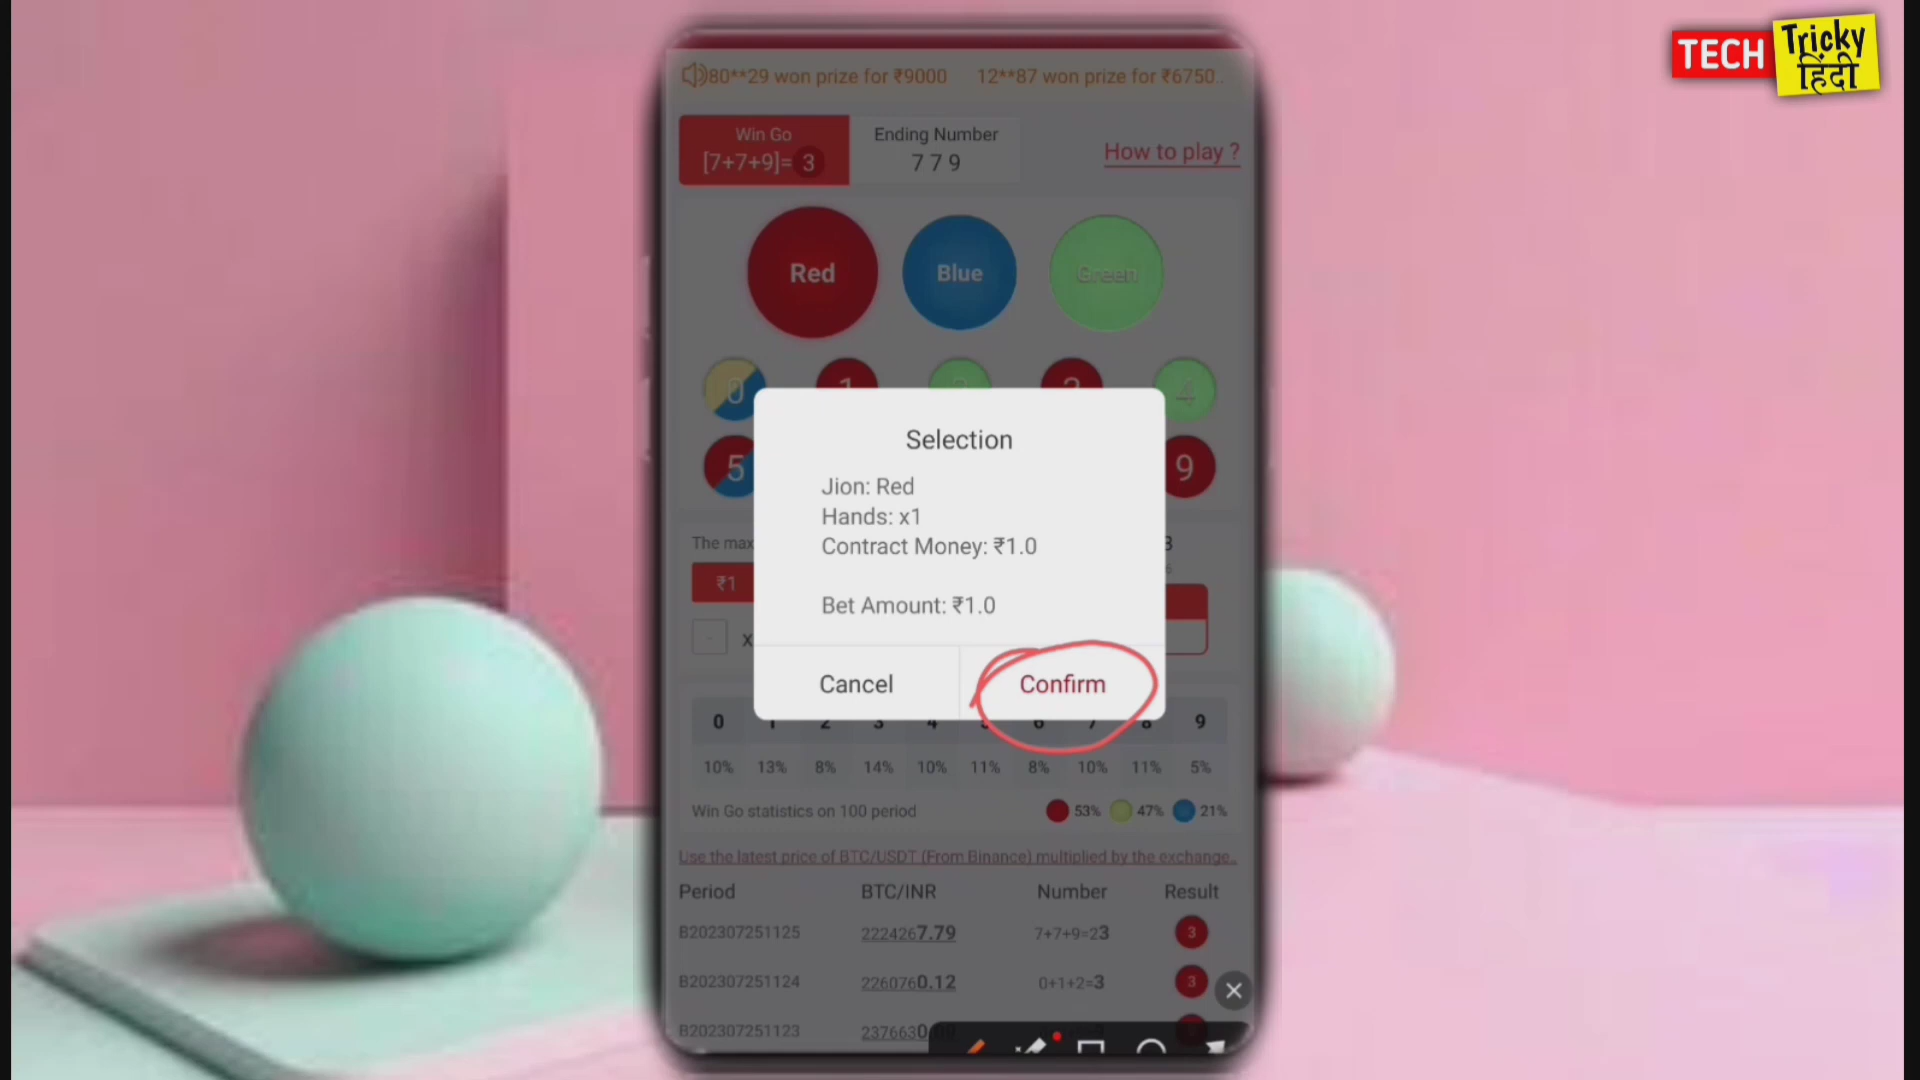 TECH Tricky हिंदी
80**29 won prize for ₹9000 12**87 won prize for ₹6750..
Win Go Ending Number
[7+7+9]= 3 7 7 9 How to play ?
Red Blue Green
0 1 4
5 9
Selection
Jion: Red
Hands: x1
Contract Money: ₹1.0
Bet Amount: ₹1.0
Cancel Confirm
The max
₹1
- x
0 1 2 3 4 5 6 7 8 9
10% 13% 8% 14% 10% 11% 8% 10% 11% 5%
Win Go statistics on 100 period 53% 47% 21%
Use the latest price of BTC/USDT (From Binance) multiplied by the exchange..
Period BTC/INR Number Result
B202307251125 2224267.79 7+7+9=23 3
B202307251124 2260760.12 0+1+2=3 3
B202307251123